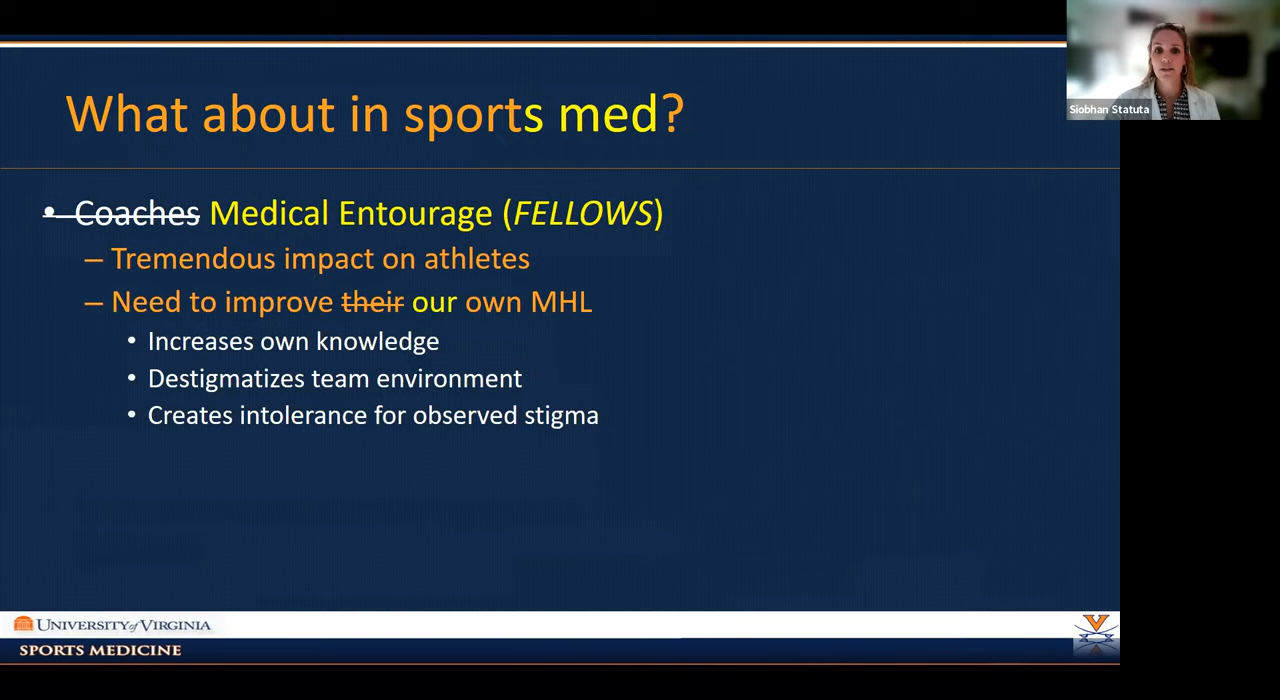 Siobhan Statuta
What about in sports med?
• Coaches Medical Entourage (FELLOWS)
– Tremendous impact on athletes
– Need to improve their our own MHL
• Increases own knowledge
• Destigmatizes team environment
• Creates intolerance for observed stigma
UNIVERSITY of VIRGINIA
SPORTS MEDICINE